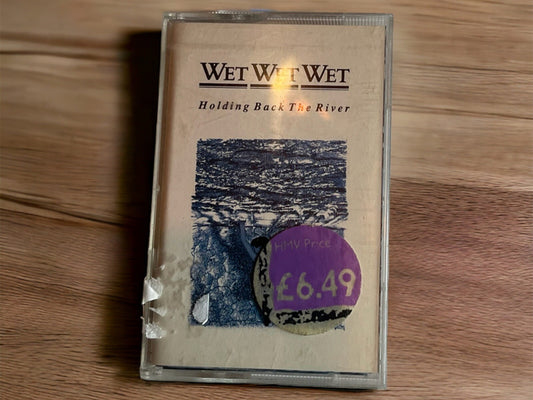 WET WET WET
Holding Back The River
HMV Price
£6.49